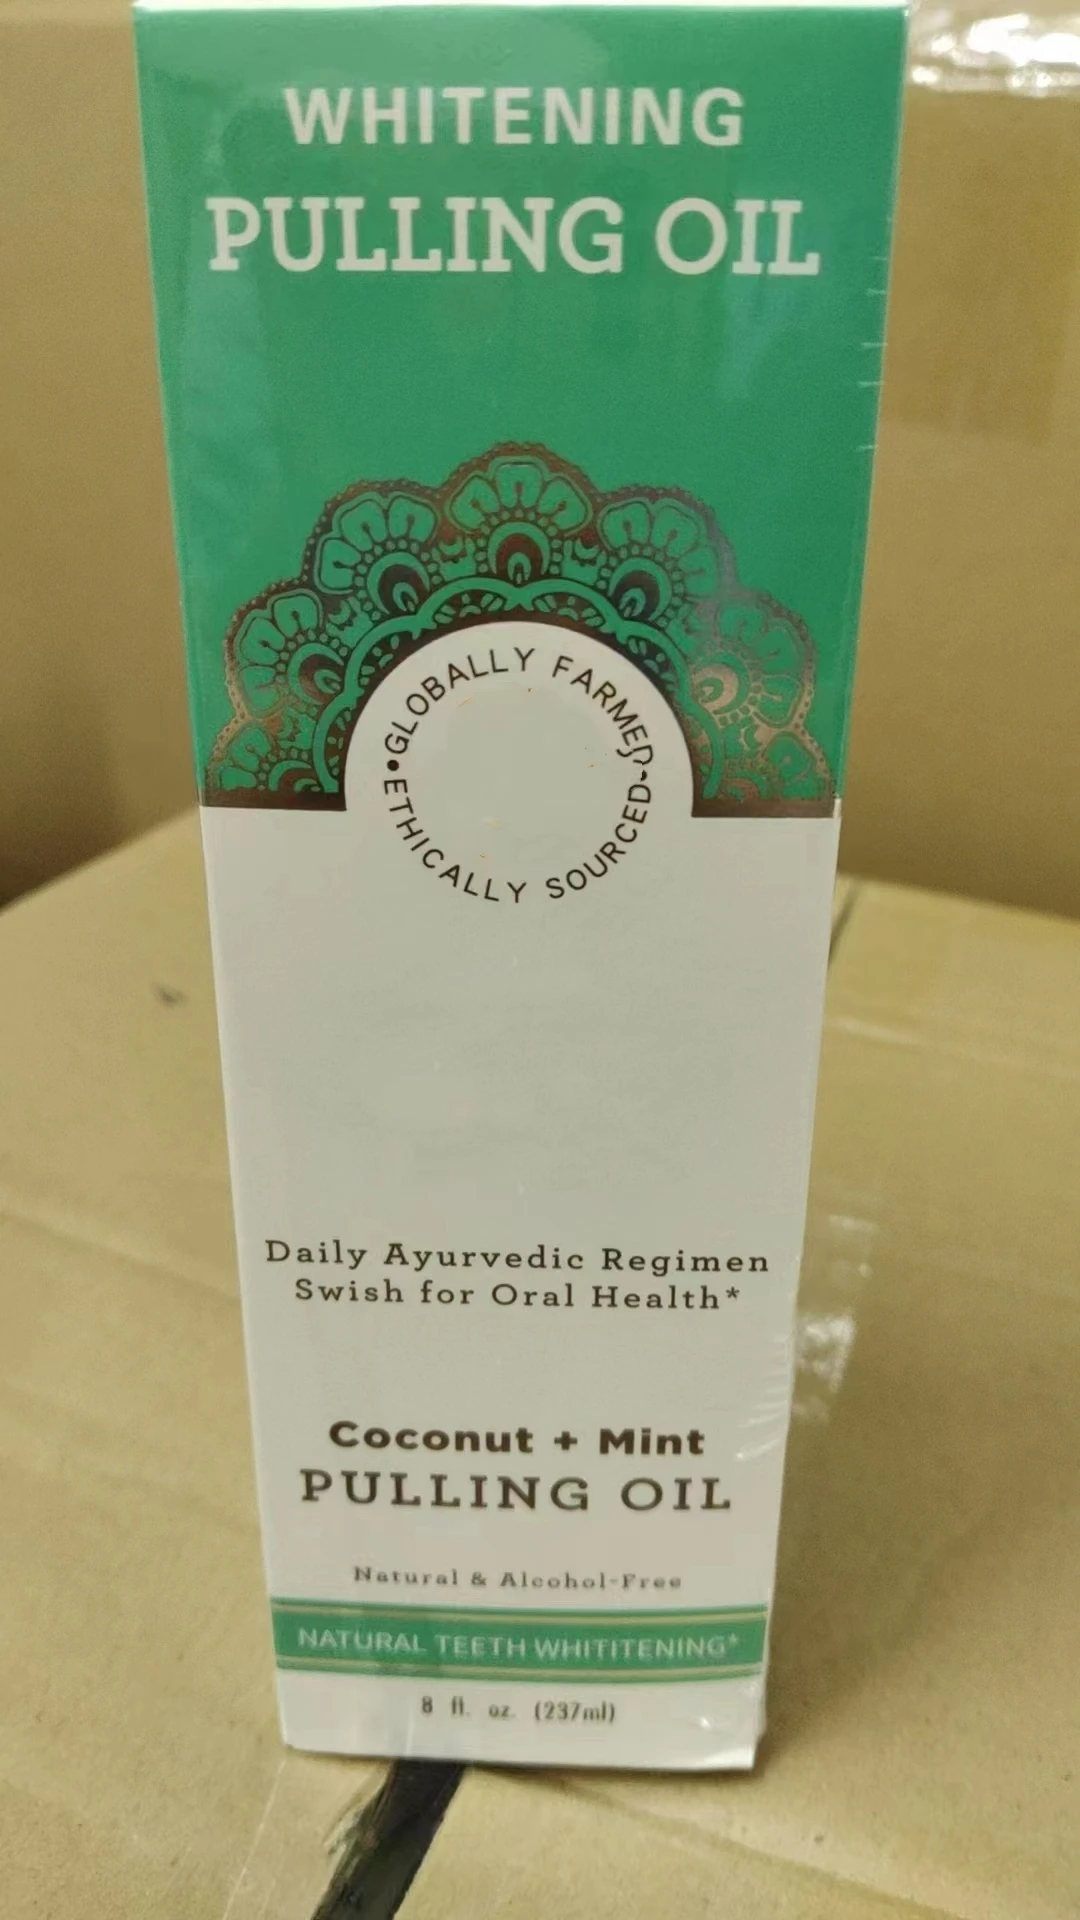 WHITENING
PULLING OIL
•GLOBALLY FARMED•
ETHICALLY SOURCED
Daily Ayurvedic Regimen
Swish for Oral Health*
Coconut + Mint
PULLING OIL
Natural & Alcohol-Free
NATURAL TEETH WHITITENING*
8 fl. oz. (237ml)